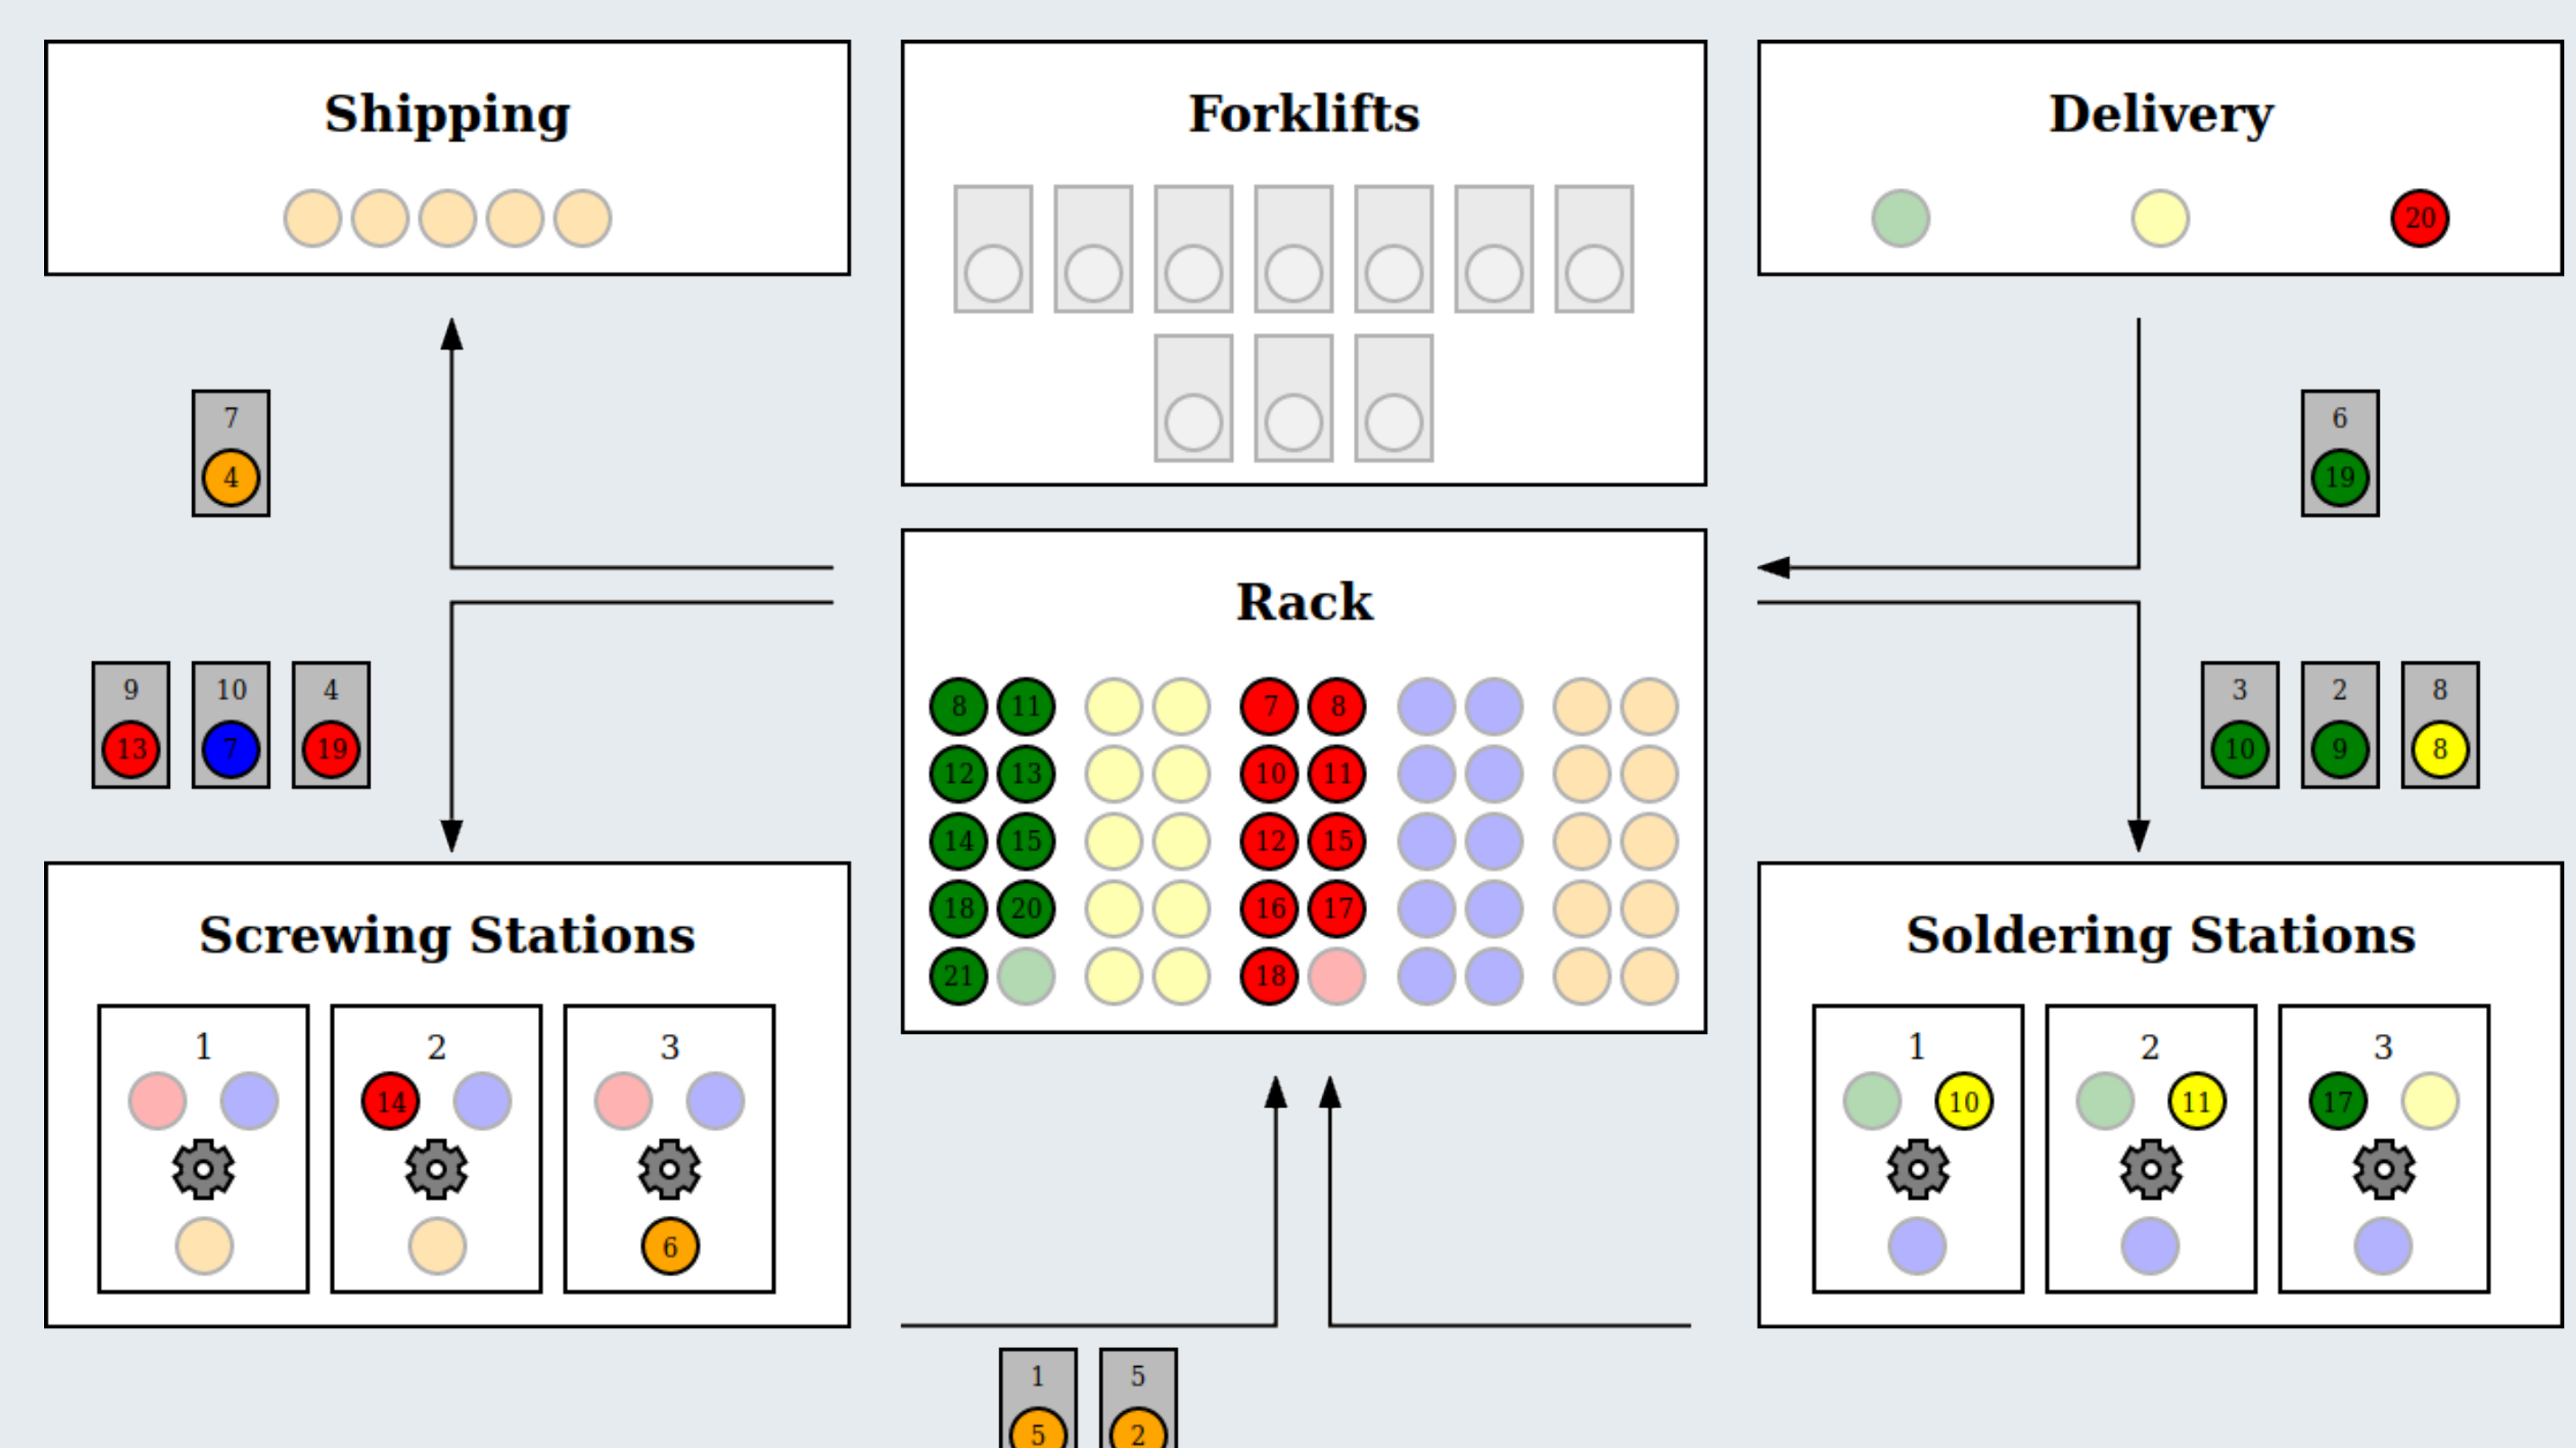 Shipping
Forklifts
Delivery
20
7
4
6
19
Rack
9 10 4
13 7 19
3 2 8
10 9 8
8 11 7 8
12 13 10 11
14 15 12 15
18 20 16 17
21 18
Screwing Stations
1 2 3
14
6
Soldering Stations
1 2 3
10 11 17
1 5
5 2